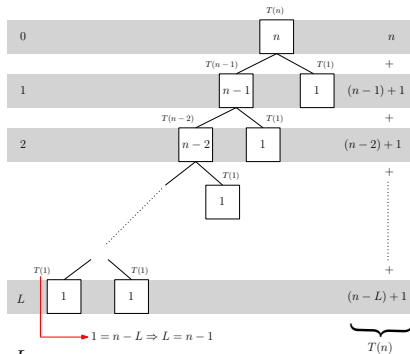 T(n)
0 n n
+
T(n−1) T(1)
1 n−1 1 (n−1)+1
+
T(n−2) T(1)
2 n−2 1 (n−2)+1
+
T(1)
1
+
T(1) T(1)
L 1 1 (n−L)+1
1 = n − L ⇒ L = n − 1
T(n)